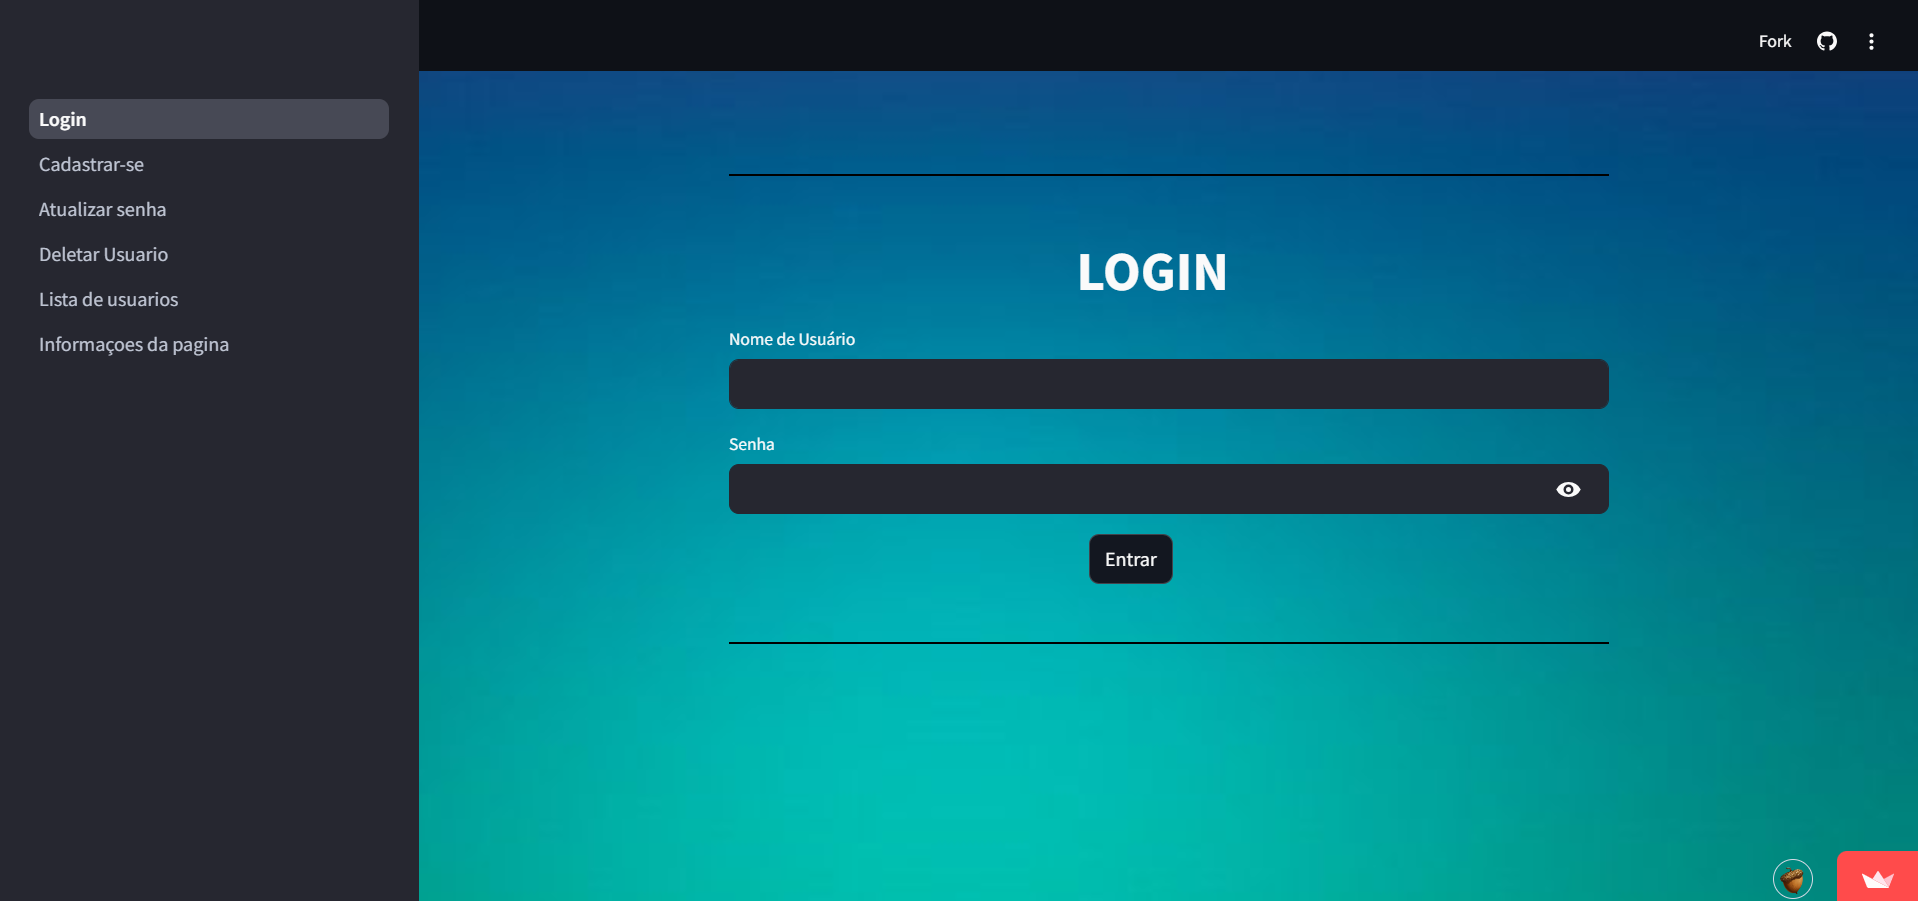 Fork
Login
Cadastrar-se
Atualizar senha
Deletar Usuario
Lista de usuarios
Informaçoes da pagina
LOGIN
Nome de Usuário
Senha
Entrar